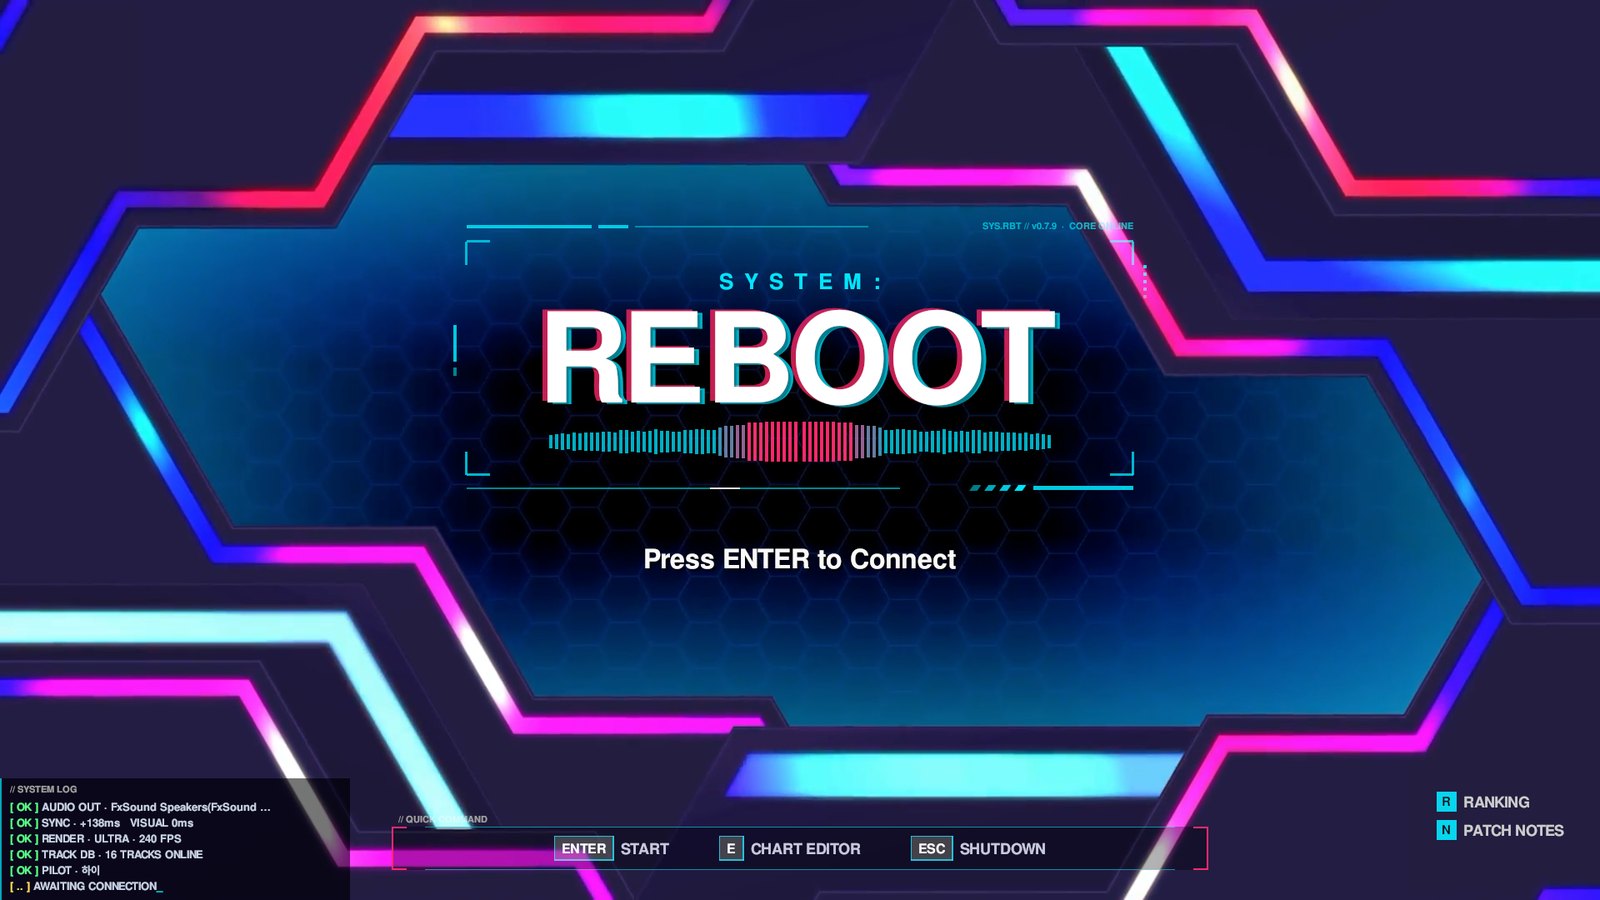 SYS.RBT // v0.7.9 · CORE ONLINE
SYSTEM:
REBOOT
Press ENTER to Connect
// SYSTEM LOG
[ OK ] AUDIO OUT · FxSound Speakers(FxSound ...
[ OK ] SYNC · +138ms VISUAL 0ms
[ OK ] RENDER · ULTRA · 240 FPS
[ OK ] TRACK DB · 16 TRACKS ONLINE
[ OK ] PILOT · 하이
[ .. ] AWAITING CONNECTION_
// QUICK COMMAND
ENTER START E CHART EDITOR ESC SHUTDOWN
R RANKING
N PATCH NOTES